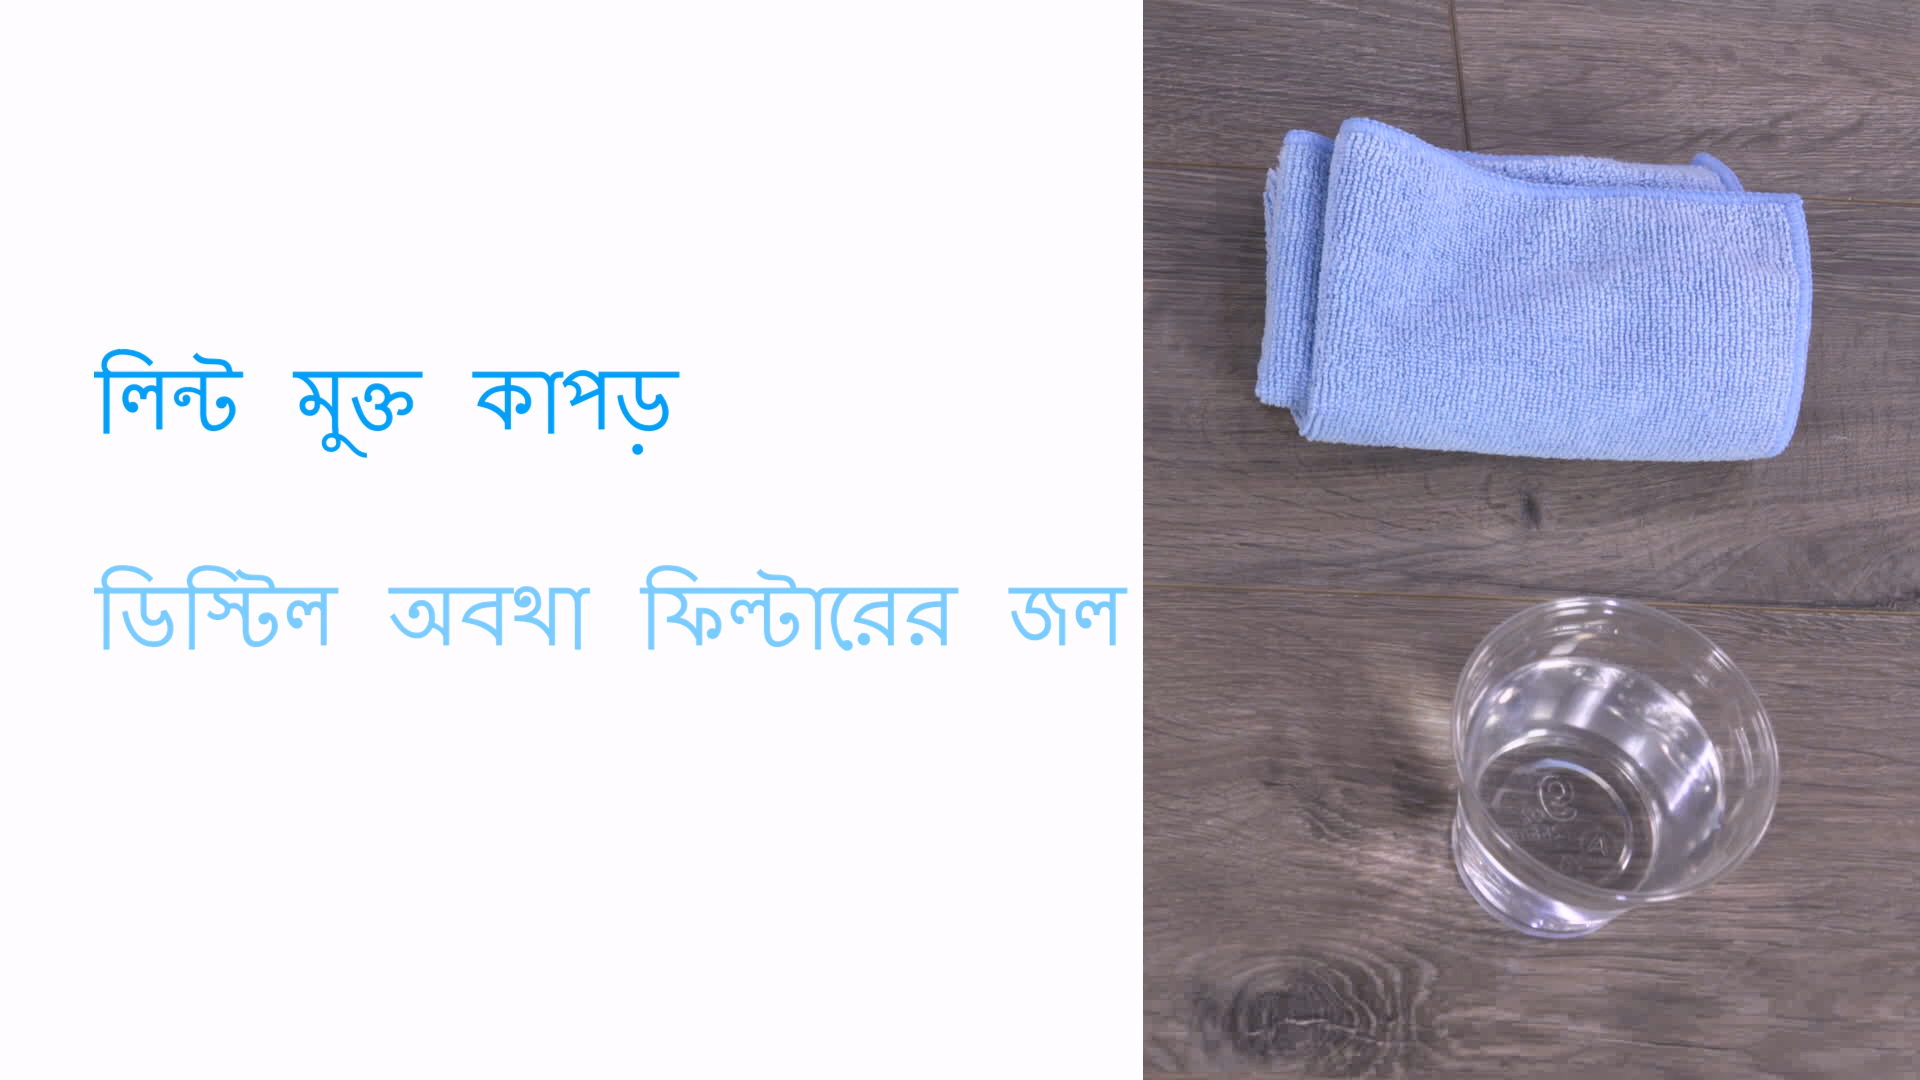 লিন্ট মুক্ত কাপড়
ডিস্টিল অবথা ফিল্টারের জল